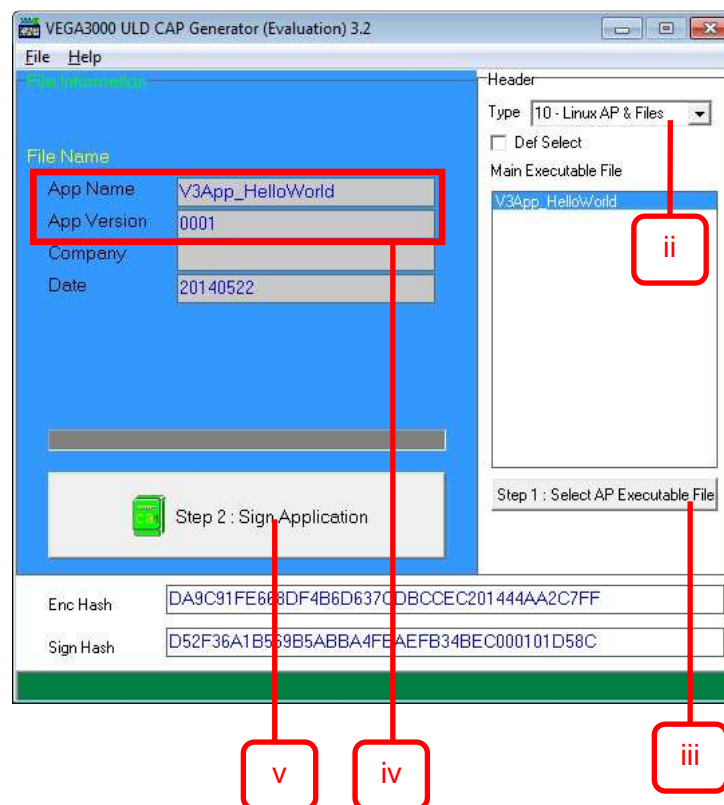 VEGA3000 ULD CAP Generator (Evaluation) 3.2
File Help
File Information
File Name
App Name V3App_HelloWorld
App Version 0001
Company
Date 20140522
Step 2 : Sign Application
Header
Type 10 - Linux AP & Files
Def Select
Main Executable File
V3App_HelloWorld
ii
Step 1 : Select AP Executable File
Enc Hash
Sign Hash
v
iv
iii